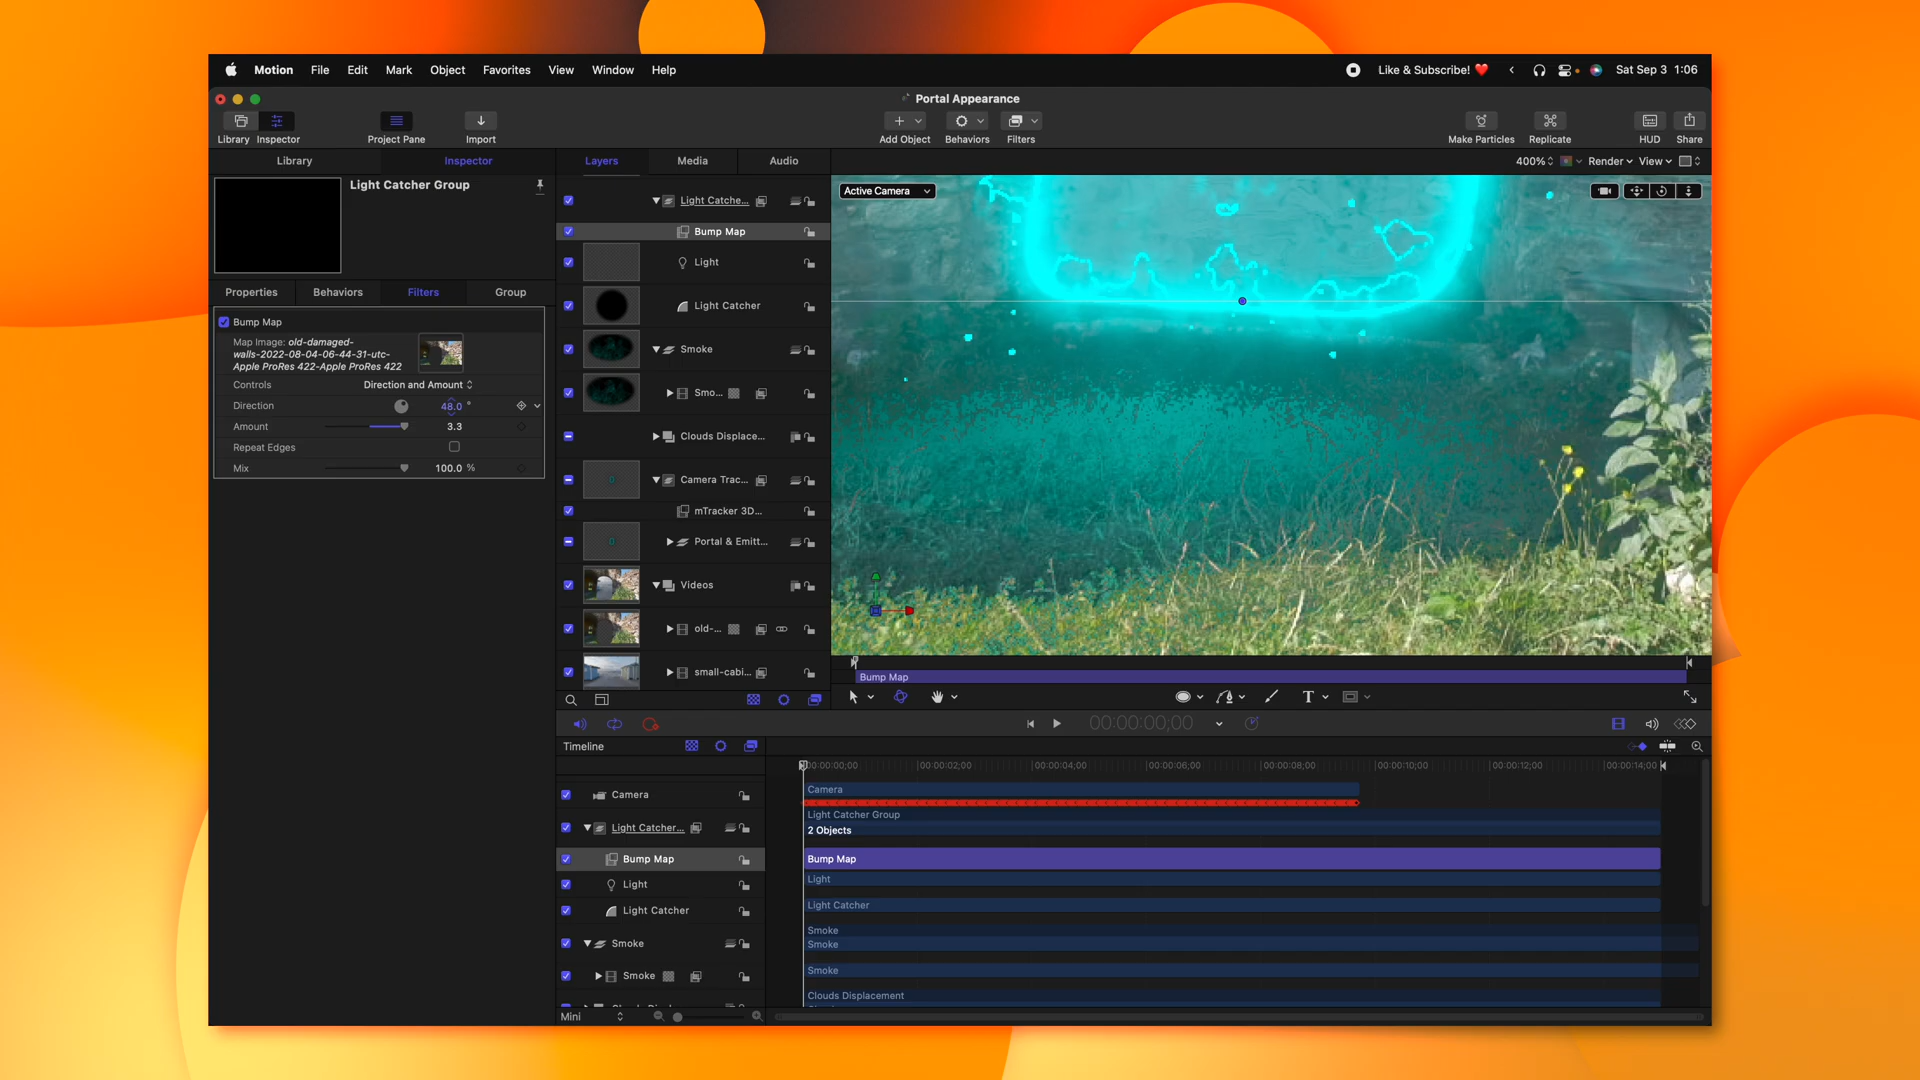 Motion File Edit Mark Object Favorites View Window Help
Like & Subscribe! ❤️ Sat Sep 3 1:06
Portal Appearance
Library Inspector Project Pane Import Add Object Behaviors Filters Make Particles Replicate HUD Share
Library Inspector Layers Media Audio 400% Render View
Light Catcher Group
Properties Behaviors Filters Group
Bump Map
Map Image: old-damaged-
walls-2022-08-04-06-44-31-utc-
Apple ProRes 422-Apple ProRes 422
Controls Direction and Amount
Direction 48.0 °
Amount 3.3
Repeat Edges
Mix 100.0 %
Light Catche...
Bump Map
Light
Light Catcher
Smoke
Smo...
Clouds Displace...
Camera Trac...
mTracker 3D...
Portal & Emitt...
Videos
old-...
small-cabi...
Active Camera
Bump Map
T
00:00:00;00
Timeline
00:00:00;00 00:00:02;00 00:00:04;00 00:00:06;00 00:00:08;00 00:00:10;00 00:00:12;00 00:00:14;00
Camera
Light Catcher...
Bump Map
Light
Light Catcher
Smoke
Smoke
Camera
Light Catcher Group
2 Objects
Bump Map
Light
Light Catcher
Smoke
Smoke
Smoke
Clouds Displacement
Mini